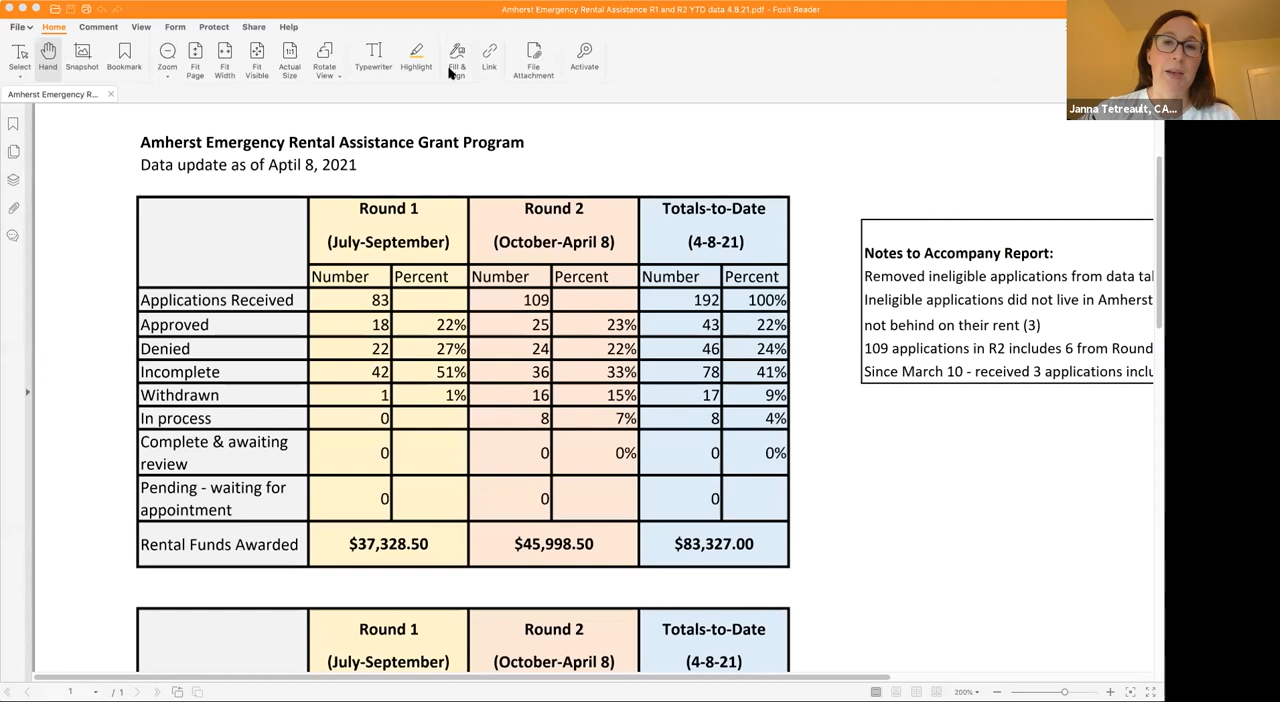 Amherst Emergency Rental Assistance R1 and R2 YTD data 4.8.21.pdf - Foxit Reader
File Home Comment View Form Protect Share Help
Select Hand Snapshot Bookmark Zoom Fit Page Fit Width Fit Visible Actual Size Rotate View Typewriter Highlight Fill & Link File Attachment Activate
Janna Tetreault, CA...
Amherst Emergency R...
Amherst Emergency Rental Assistance Grant Program
Data update as of Aptil 8, 2021
Round 1 Round 2 Totals-to-Date
(July-September) (October-April 8) (4-8-21)
Number Percent Number Percent Number Percent
Applications Received 83 109 192 100%
Approved 18 22% 25 23% 43 22%
Denied 22 27% 24 22% 46 24%
Incomplete 42 51% 36 33% 78 41%
Withdrawn 1 1% 16 15% 17 9%
In process 0 8 7% 8 4%
Complete & awaiting
review 0 0 0% 0 0%
Pending - waiting for
appointment 0 0 0
Rental Funds Awarded $37,328.50 $45,998.50 $83,327.00
Notes to Accompany Report:
Removed ineligible applications from data tal
Ineligible applications did not live in Amherst
not behind on their rent (3)
109 applications in R2 includes 6 from Round
Since March 10 - received 3 applications inclu
Round 1 Round 2 Totals-to-Date
(July-September) (October-April 8) (4-8-21)
1 / 1
200%